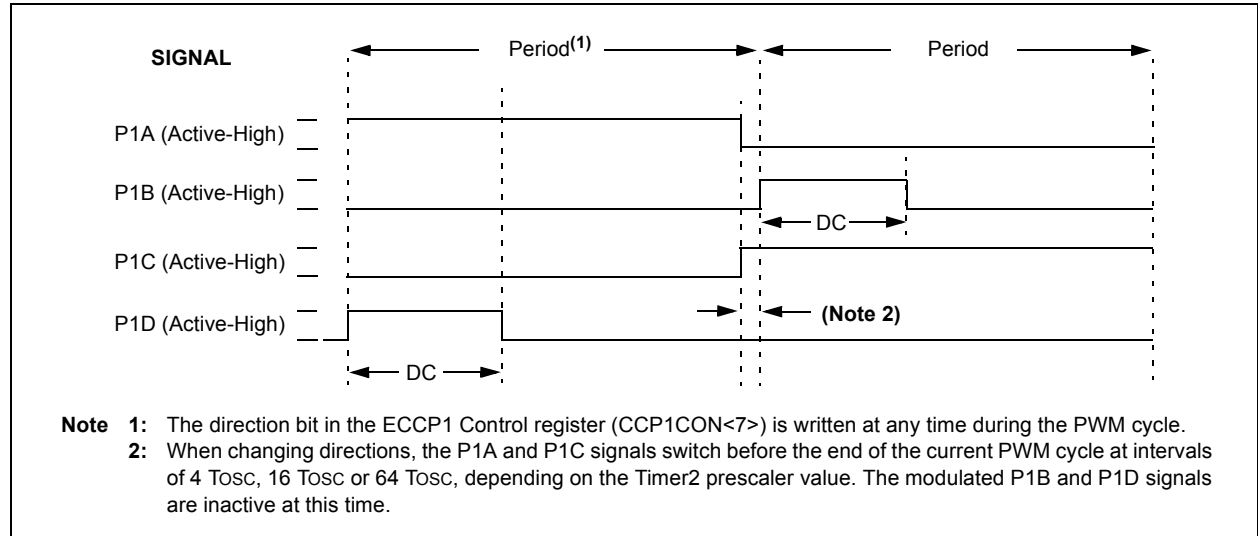 SIGNAL
Period(1)
Period
P1A (Active-High)
P1B (Active-High)
DC
P1C (Active-High)
P1D (Active-High)
(Note 2)
DC
Note 1: The direction bit in the ECCP1 Control register (CCP1CON<7>) is written at any time during the PWM cycle.
2: When changing directions, the P1A and P1C signals switch before the end of the current PWM cycle at intervals
of 4 TOSC, 16 TOSC or 64 TOSC, depending on the Timer2 prescaler value. The modulated P1B and P1D signals
are inactive at this time.